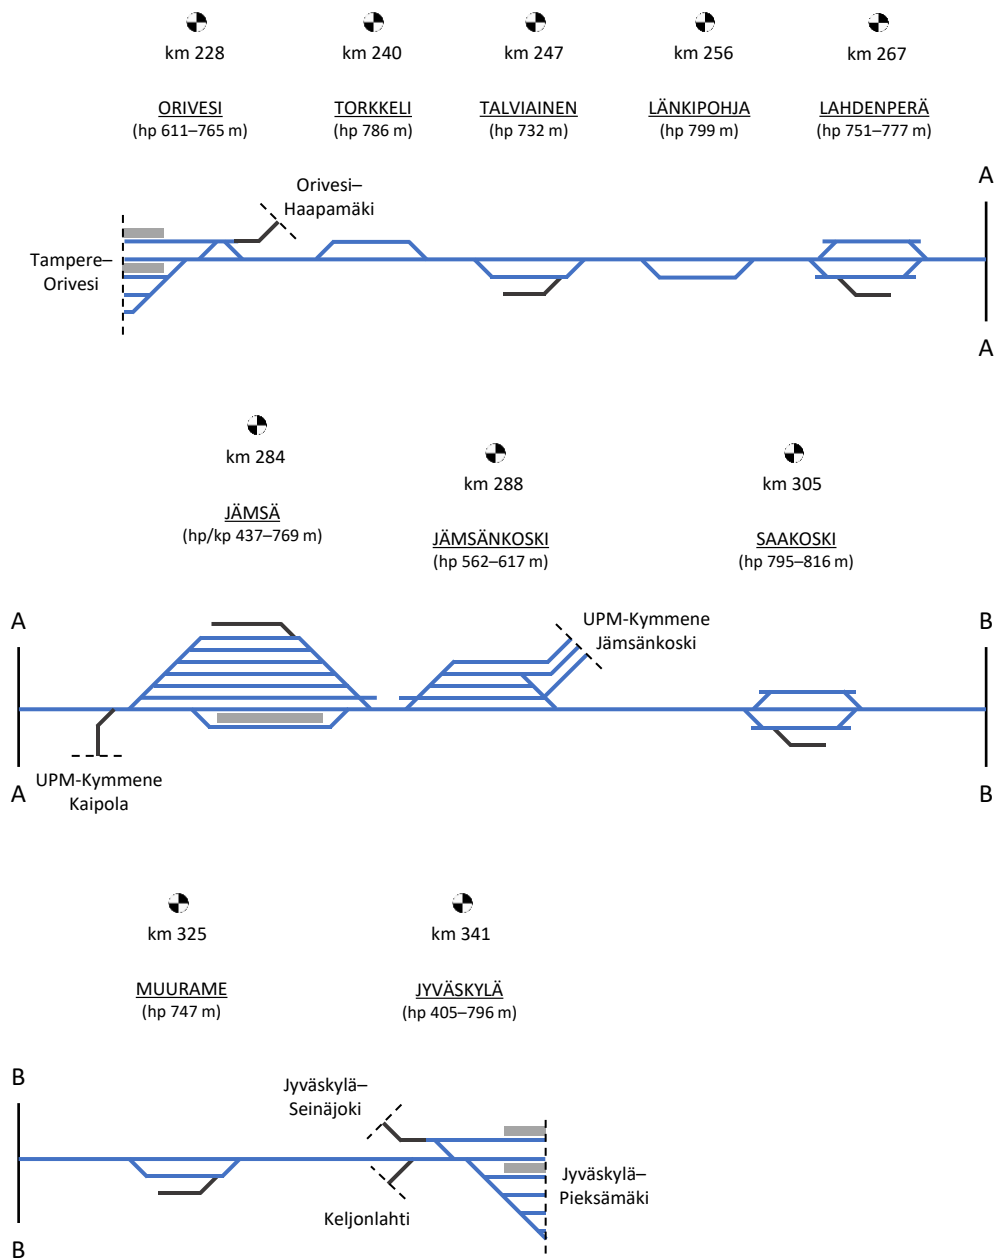 km 228
km 240
km 247
km 256
km 267
ORIVESI
(hp 611–765 m)
TORKKELI
(hp 786 m)
TALVIAINEN
(hp 732 m)
LÄNKIPOHJA
(hp 799 m)
LAHDENPERÄ
(hp 751–777 m)
A
Orivesi–
Haapamäki
Tampere–
Orivesi
A
km 284
km 288
km 305
JÄMSÄ
(hp/kp 437–769 m)
JÄMSÄNKOSKI
(hp 562–617 m)
SAAKOSKI
(hp 795–816 m)
A
UPM-Kymmene
Jämsänkoski
B
UPM-Kymmene
Kaipola
A
B
km 325
km 341
MUURAME
(hp 747 m)
JYVÄSKYLÄ
(hp 405–796 m)
B
Jyväskylä–
Seinäjoki
Jyväskylä–
Pieksämäki
Keljonlahti
B